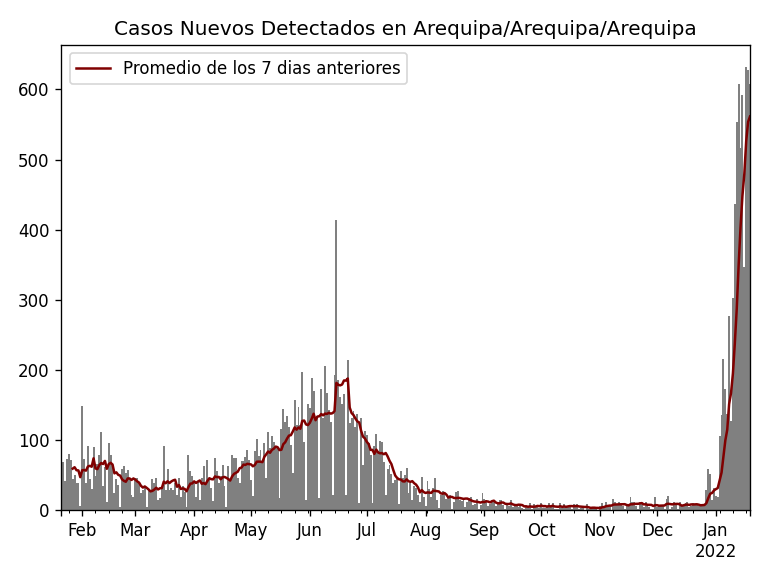 Casos Nuevos Detectados en Arequipa/Arequipa/Arequipa
Promedio de los 7 dias anteriores
600
500
400
300
200
100
0
Feb Mar Apr May Jun Jul Aug Sep Oct Nov Dec Jan
2022